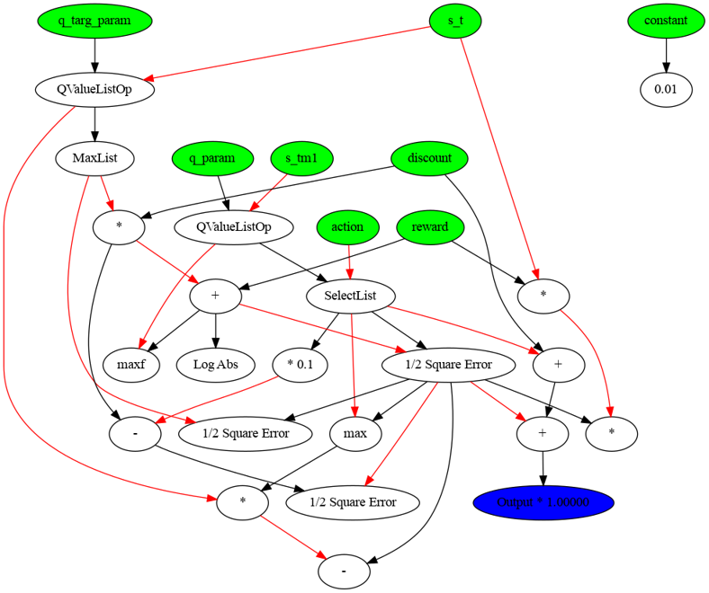 q_targ_param
s_t
constant
QValueListOp
0.01
MaxList
q_param
s_tm1
discount
*
QValueListOp
action
reward
+
SelectList
*
maxf
Log Abs
* 0.1
1/2 Square Error
+
-
1/2 Square Error
max
+
*
*
1/2 Square Error
Output * 1.00000
-